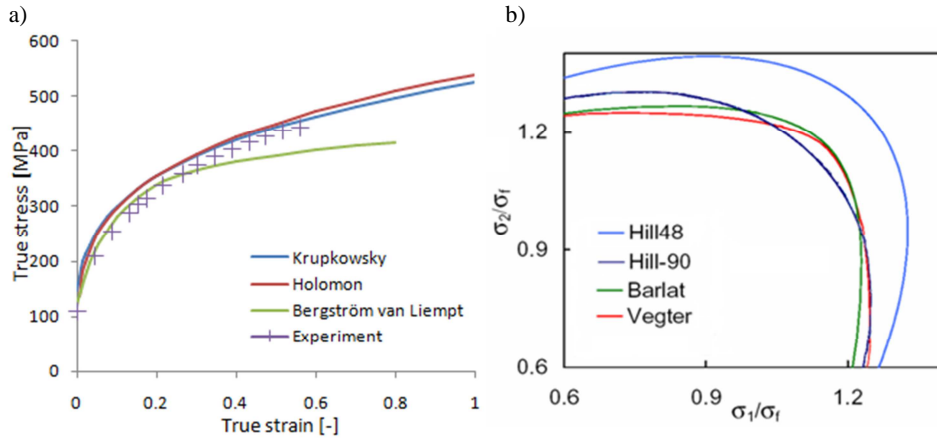 a)
600
500
400
300
200
100
0
True stress [MPa]
0
0.2
0.4
0.6
0.8
1
True strain [-]
Krupkowsky
Holomon
Bergström van Liempt
Experiment
b)
1.2
0.9
0.6
σ2/σf
0.6
0.9
1.2
σ1/σf
Hill48
Hill-90
Barlat
Vegter